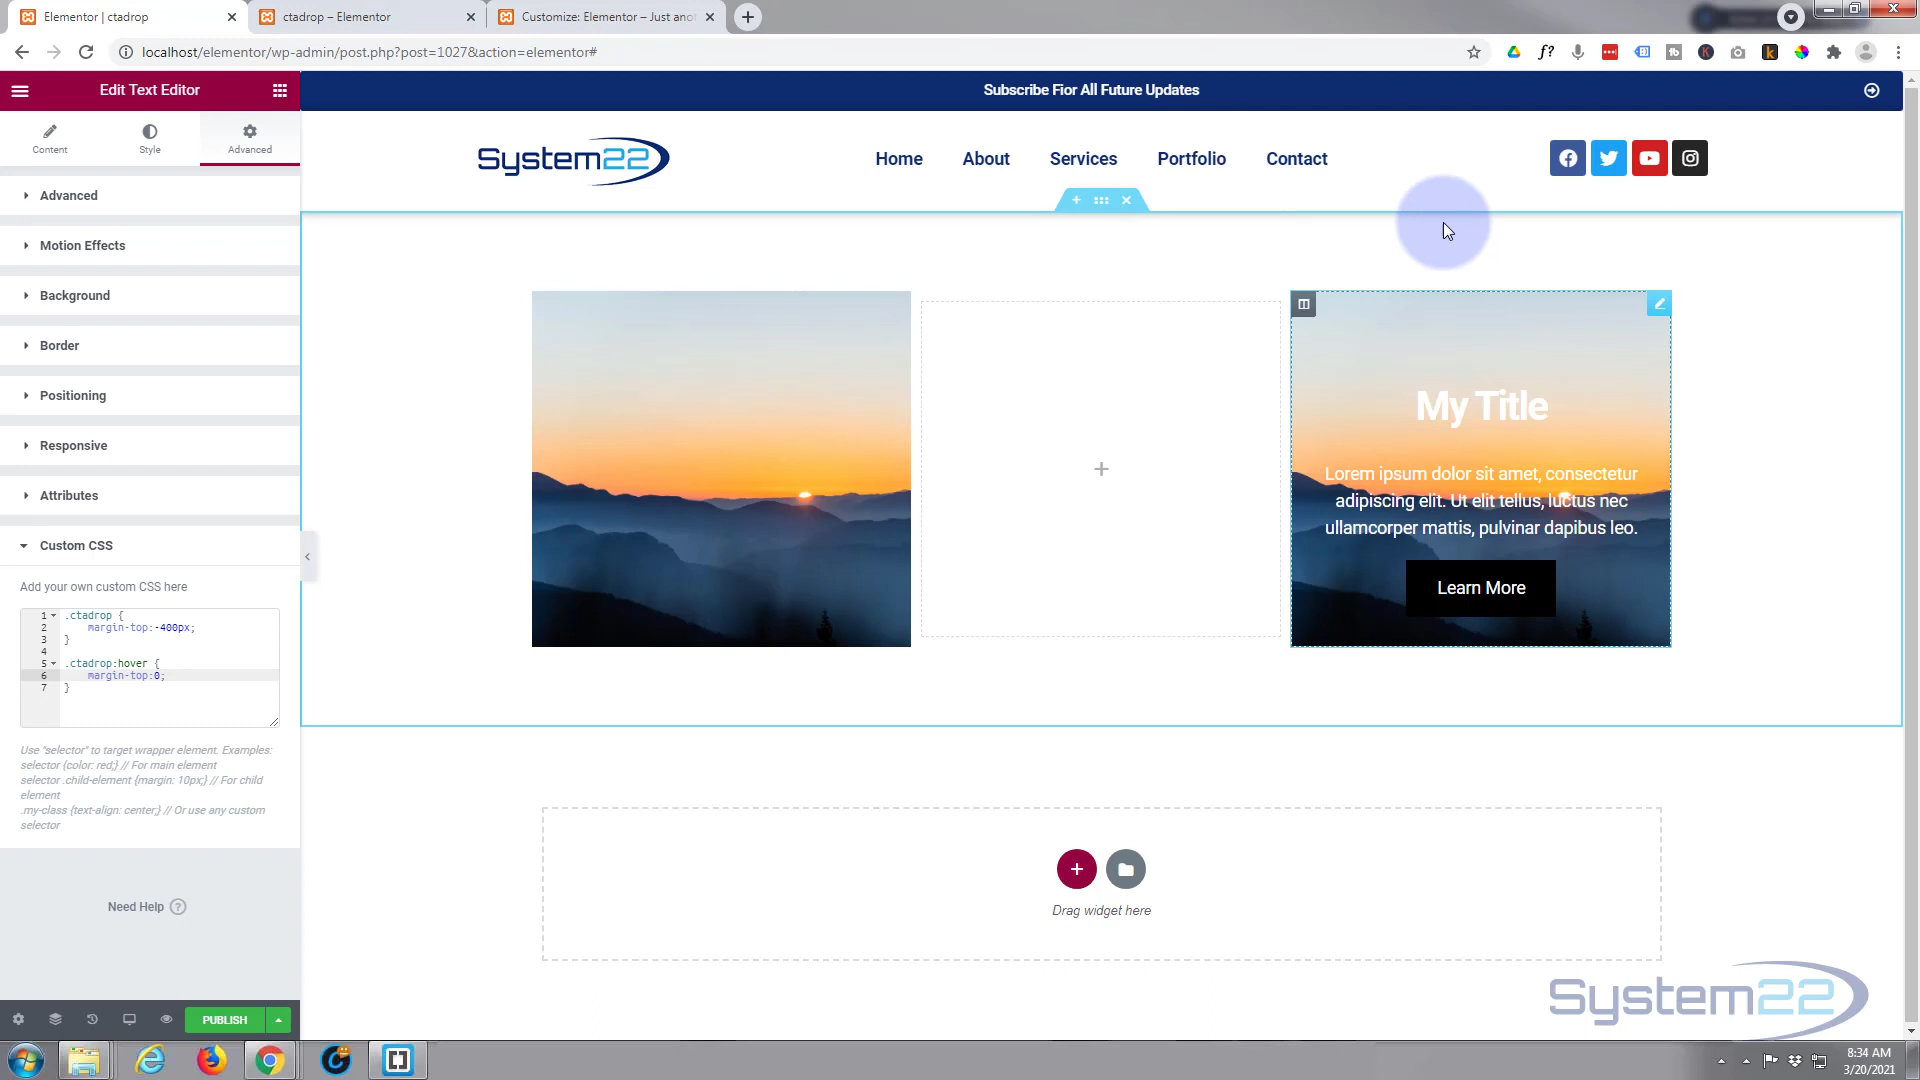 Elementor | ctadrop
ctadrop – Elementor
Customize: Elementor – Just ano
localhost/elementor/wp-admin/post.php?post=1027&action=elementor#
Edit Text Editor
Content
Style
Advanced
Advanced
Motion Effects
Background
Border
Positioning
Responsive
Attributes
Custom CSS
Add your own custom CSS here
1 .ctadrop {
2 margin-top:-400px;
3 }
4
5 .ctadrop:hover {
6 margin-top:0;
7 }
Use "selector" to target wrapper element. Examples:
selector {color: red;} // For main element
selector .child-element {margin: 10px;} // For child
element
.my-class {text-align: center;} // Or use any custom
selector
Need Help ?
PUBLISH
Subscribe Fior All Future Updates
System22
Home
About
Services
Portfolio
Contact
My Title
Lorem ipsum dolor sit amet, consectetur
adipiscing elit. Ut elit tellus, luctus nec
ullamcorper mattis, pulvinar dapibus leo.
Learn More
Drag widget here
System22
8:34 AM
3/20/2021